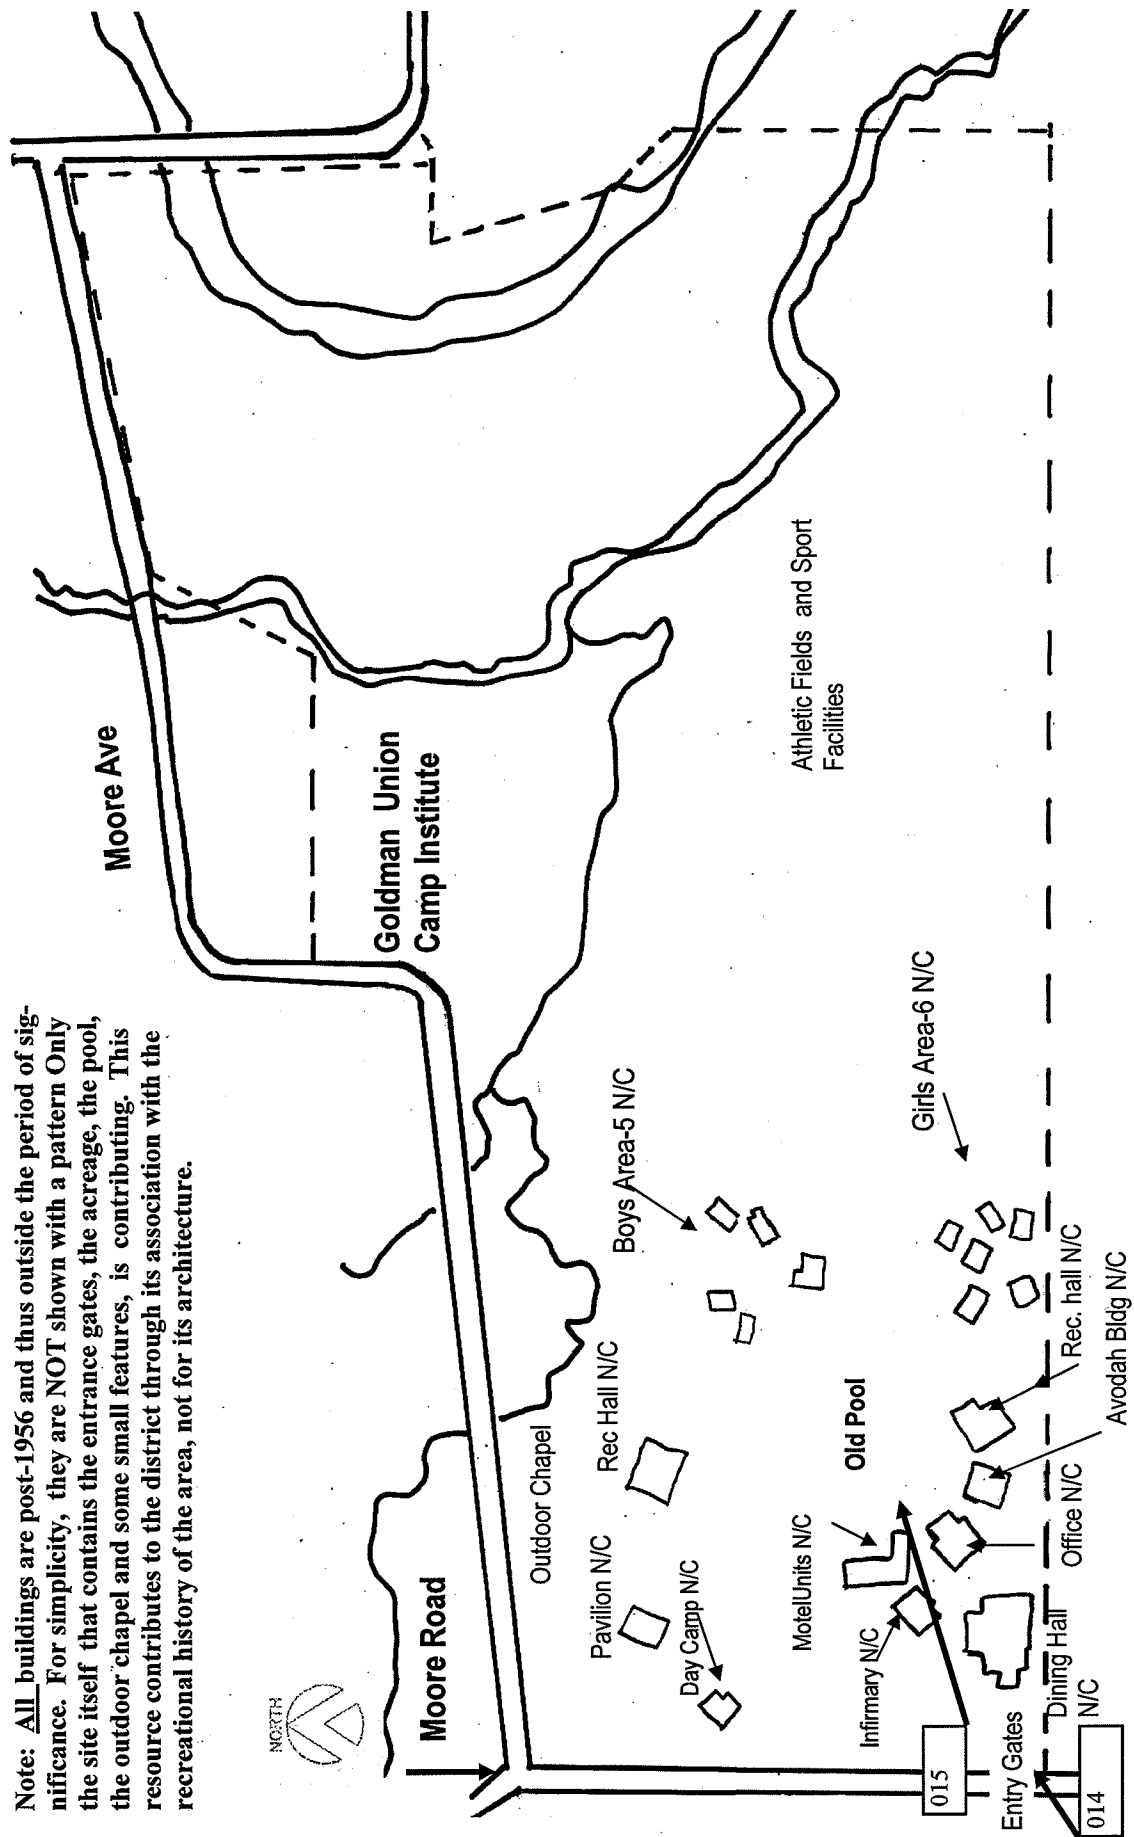 Note: All buildings are post-1956 and thus outside the period of sig-
nificance. For simplicity, they are NOT shown with a pattern Only
the site itself that contains the entrance gates, the acreage, the pool,
the outdoor chapel and some small features, is contributing. This
resource contributes to the district through its association with the
recreational history of the area, not for its architecture.
NORTH
Moore Ave
Goldman Union
Camp Institute
Moore Road
Outdoor Chapel
Pavilion N/C
Rec Hall N/C
Boys Area-5 N/C
Day Camp N/C
Athletic Fields and Sport
Facilities
MotelUnits N/C
Old Pool
Infirmary N/C
Girls Area-6 N/C
015
Entry Gates
Dining Hall
N/C
Office N/C
Rec. hall N/C
Avodah Bldg N/C
014